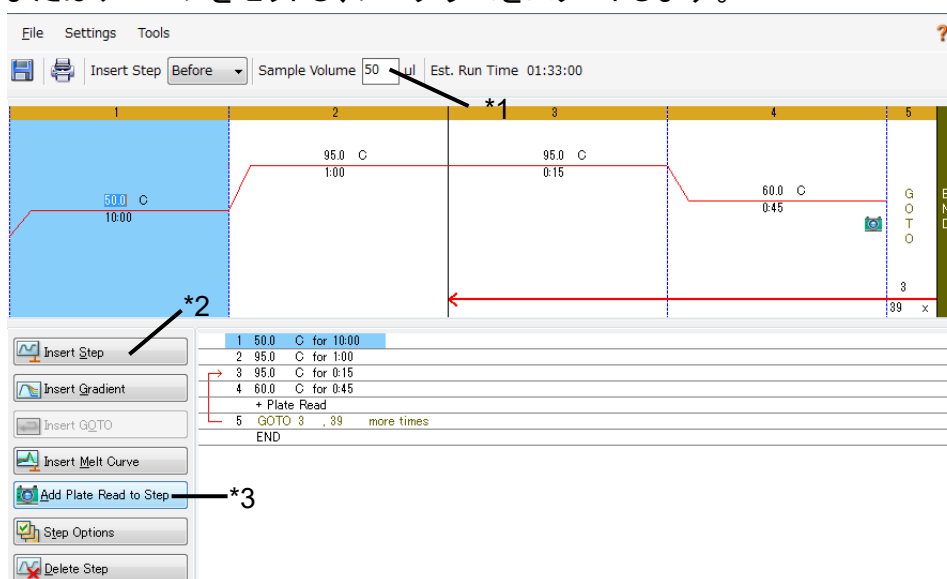 File Settings Tools ?
Insert Step Before Sample Volume 50 μl Est. Run Time 01:33:00
*1
1 2 3 4 5
95.0 C 95.0 C
1:00 0:15
60.0 C
0:45
50.0 C
10:00
GOTO
END
3
39 x
*2
Insert Step
Insert Gradient
Insert GOTO
Insert Melt Curve
Add Plate Read to Step
*3
Step Options
Delete Step
1 50.0 C for 10:00
2 95.0 C for 1:00
3 95.0 C for 0:15
4 60.0 C for 0:45
+ Plate Read
5 GOTO 3 , 39 more times
END